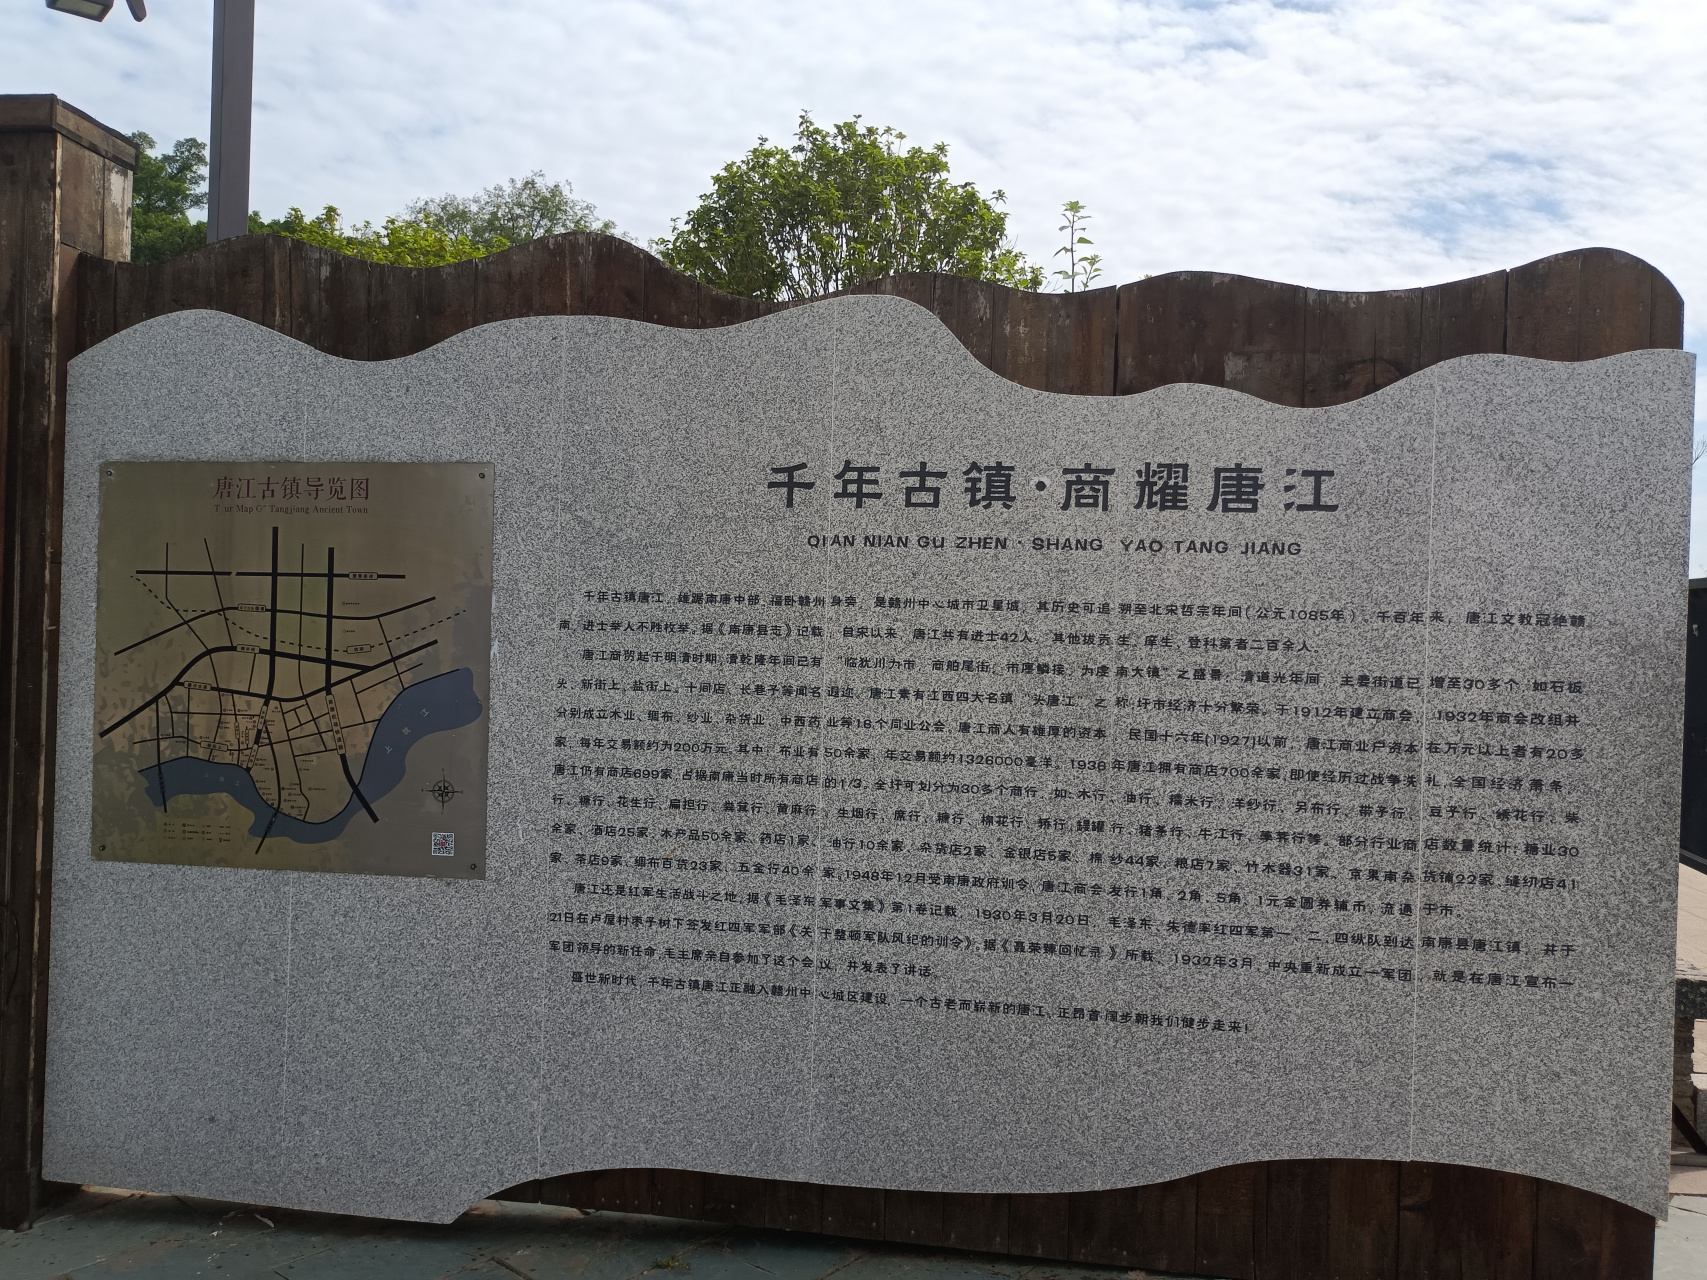 唐江古镇导览图
T ur Map O Tangjiang Ancient Town
千年古镇·商耀唐江
QIAN NIAN GU ZHEN · SHANG YAO TANG JIANG
千年古镇唐江，雄踞南康中部，福卧赣州身旁，是赣州中心城市卫星城，其历史可追朔至北宋哲宗年间（公元1085年）。千百年来，唐江文教冠绝赣
南，进士举人不胜枚举。据《南康县志》记载，自宋以来，唐江共有进士42人，其他拔贡生、庠生、登科第者二百余人。
唐江商贸起于明清时期，清乾隆年间已有“临犹川为市，商舶尾衔，市廛鳞接，为虔南大镇”之盛景，清道光年间，主要街道已增至30多个，如石板
头、新街上、盐街上、十间店、长巷子等闻名遐迩。唐江素有江西四大名镇“头唐江”之称，圩市经济十分繁荣。于1912年建立商会，1932年商会改组并
分别成立木业、绸布、纱业、杂货业、中西药业等18个同业公会。唐江商人有雄厚的资本，民国十六年(1927)以前，唐江商业户资本在万元以上者有20多
家，每年交易额约为200万元。其中：布业有50余家，年交易额约1326000毫洋。1936年唐江拥有商店700余家，即使经历过战争洗礼，全国经济萧条，
唐江仍有商店699家，占据南康当时所有商店的1/3。全圩可划分为30多个商行，如：木行、油行、糯米行、洋纱行、另布行、带子行、豆子行、绣花行、柴
行、糠行、花生行、扁担行、粪箕行、黄麻行、生烟行、席行、糖行、棉花行、猪行、缸罐行、猪条行、牛江行、荸荠行等。部分行业商店数量统计：糖业30
余家、酒店25家、水产品50余家、药店1家、油行10余家、杂货店2家、金银店5家、棉纱44家、粮店7家、竹木器31家、京果南杂货铺22家、缝纫店41
家、茶店9家、绸布百货23家、五金行40余家。1948年12月受南康政府训令，唐江商会发行1角、2角、5角、1元金圆券辅币，流通于市。
唐江还是红军生活战斗之地。据《毛泽东军事文集》第1卷记载，1930年3月20日，毛泽东、朱德率红四军第一、二、四纵队到达南康县唐江镇，并于
21日在卢屋村枣子树下签发红四军军部《关于整顿军队风纪的训令》。据《聂荣臻回忆录》所载，1932年3月，中央重新成立一军团，就是在唐江宣布一
军团领导的新任命，毛主席亲自参加了这个会议，并发表了讲话。
盛世新时代，千年古镇唐江正融入赣州中心城区建设，一个古老而崭新的唐江，正昂首阔步朝我们健步走来！